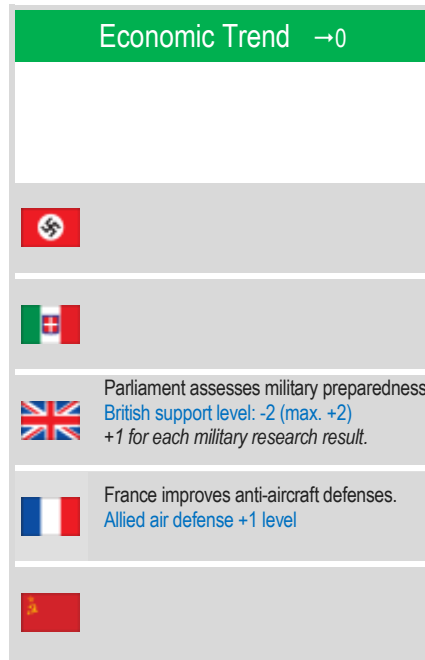 Economic Trend →0
Parliament assesses military preparedness
British support level: -2 (max. +2)
+1 for each military research result.
France improves anti-aircraft defenses.
Allied air defense +1 level